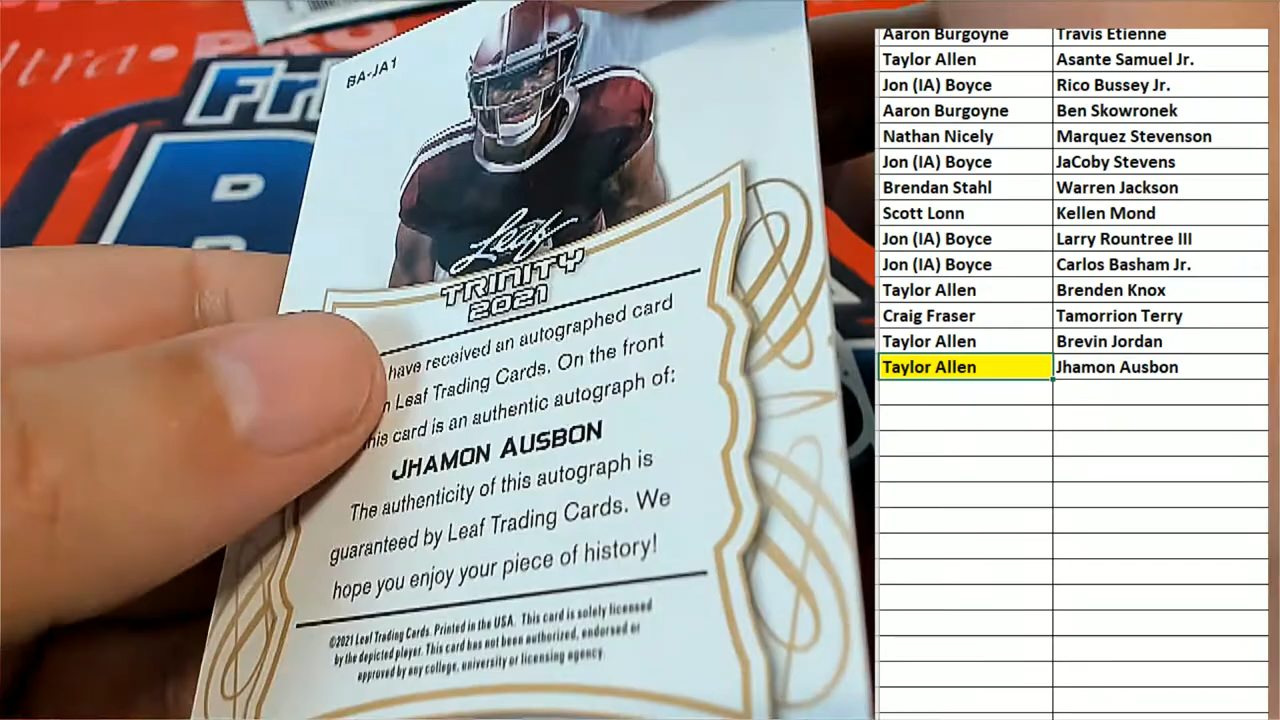 ltra • PRO
Fr
B
BA-JA1
Leaf
TRINITY
2021
have received an autographed card
Leaf Trading Cards. On the front
this card is an authentic autograph of:
JHAMON AUSBON
The authenticity of this autograph is
guaranteed by Leaf Trading Cards. We
hope you enjoy your piece of history!
©2021 Leaf Trading Cards. Printed in the USA. This card is solely licensed
by the depicted player. This card has not been authorized, endorsed or
approved by any college, university or licensing agency.
Aaron Burgoyne Travis Etienne
Taylor Allen Asante Samuel Jr.
Jon (IA) Boyce Rico Bussey Jr.
Aaron Burgoyne Ben Skowronek
Nathan Nicely Marquez Stevenson
Jon (IA) Boyce JaCoby Stevens
Brendan Stahl Warren Jackson
Scott Lonn Kellen Mond
Jon (IA) Boyce Larry Rountree III
Jon (IA) Boyce Carlos Basham Jr.
Taylor Allen Brenden Knox
Craig Fraser Tamorrion Terry
Taylor Allen Brevin Jordan
Taylor Allen Jhamon Ausbon